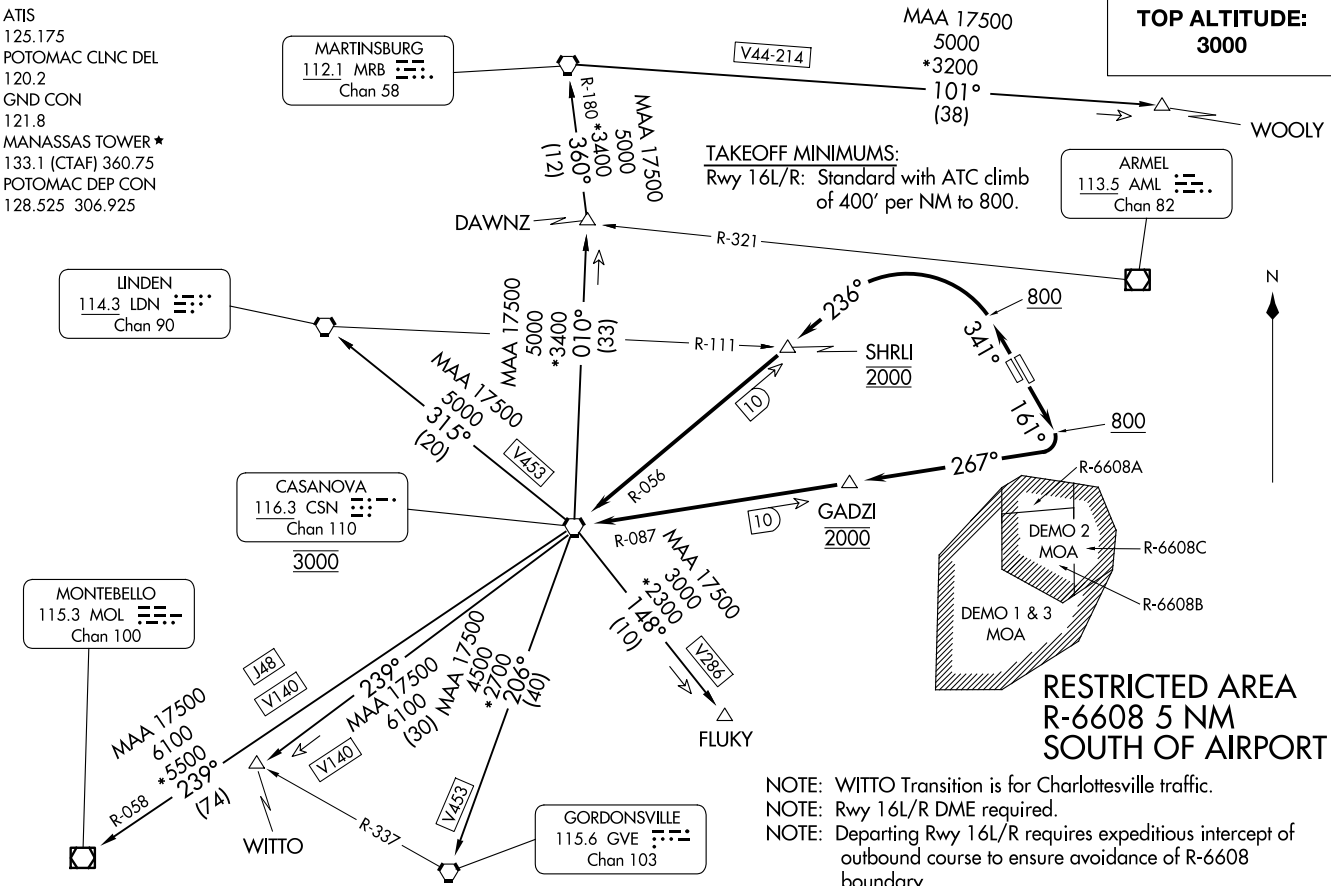 ATIS
125.175
POTOMAC CLNC DEL
120.2
GND CON
121.8
MANASSAS TOWER★
133.1 (CTAF) 360.75
POTOMAC DEP CON
128.525 306.925
MARTINSBURG
112.1 MRB
Chan 58
V44-214
MAA 17500
5000
*3200
101°
(38)
TOP ALTITUDE:
3000
WOOLY
R-180
MAA 17500
5000
*3400
360°
(12)
TAKEOFF MINIMUMS:
Rwy 16L/R: Standard with ATC climb
of 400' per NM to 800.
ARMEL
113.5 AML
Chan 82
DAWNZ
R-321
LINDEN
114.3 LDN
Chan 90
MAA 17500
5000
*3400
010°
(33)
R-111
236°
800
341°
N
SHRLI
2000
10
161°
800
MAA 17500
5000
315°
(20)
V453
R-056
267°
GADZI
2000
10
R-087
CASANOVA
116.3 CSN
Chan 110
3000
R-6608A
DEMO 2
MOA
R-6608C
R-6608B
DEMO 1 & 3
MOA
MAA 17500
3000
*2300
148°
(10)
V286
FLUKY
MONTEBELLO
115.3 MOL
Chan 100
J48
V140
239°
MAA 17500
6100
(30)
V140
MAA 17500
4500
*2700
206°
(40)
V453
MAA 17500
6100
*5500
239°
(74)
R-058
WITTO
R-337
GORDONSVILLE
115.6 GVE
Chan 103
RESTRICTED AREA
R-6608 5 NM
SOUTH OF AIRPORT
NOTE: WITTO Transition is for Charlottesville traffic.
NOTE: Rwy 16L/R DME required.
NOTE: Departing Rwy 16L/R requires expeditious intercept of
outbound course to ensure avoidance of R-6608
boundary